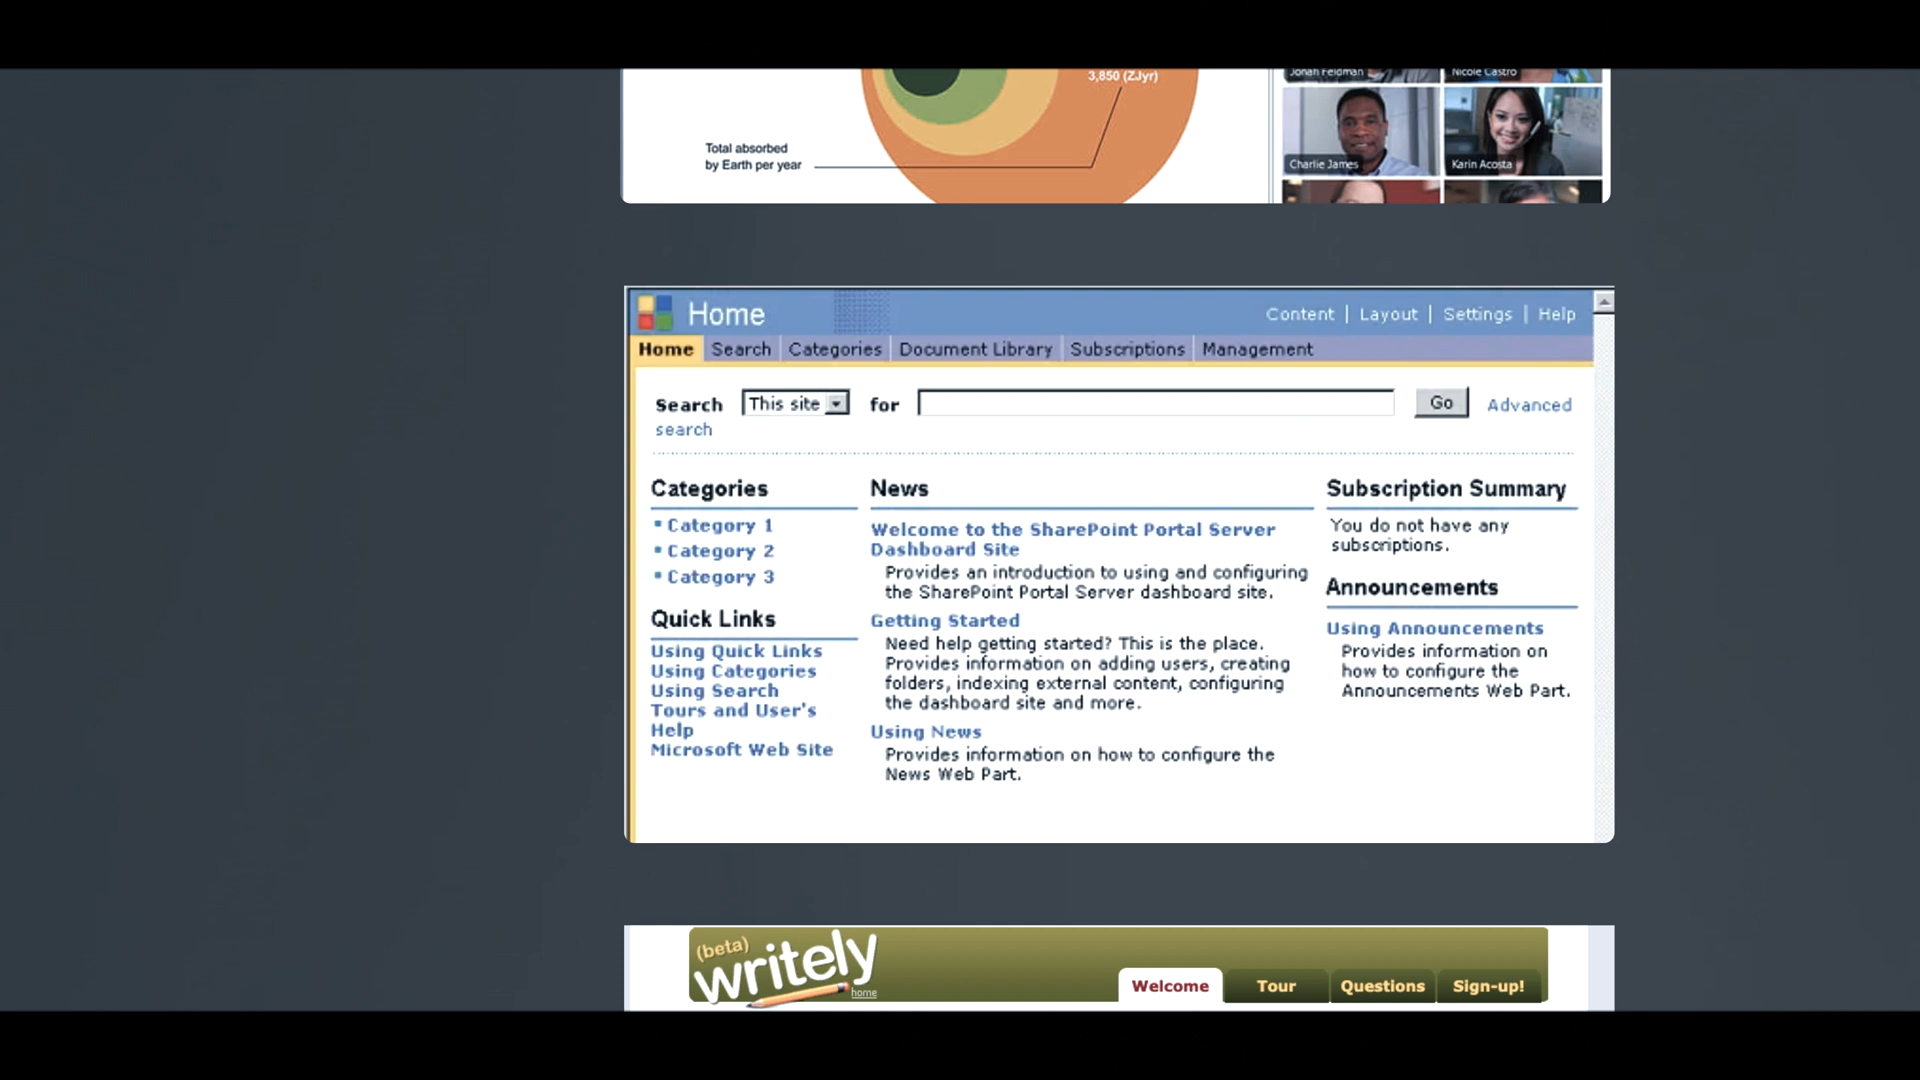 3,850 (ZJyr)
Jonah Feldman
Nicole Castro
Total absorbed
by Earth per year
Charlie James
Karin Acosta
Home
Content | Layout | Settings | Help
Home Search Categories Document Library Subscriptions Management
Search This site for Go Advanced
search
Categories
Category 1
Category 2
Category 3
Quick Links
Using Quick Links
Using Categories
Using Search
Tours and User's
Help
Microsoft Web Site
News
Welcome to the SharePoint Portal Server
Dashboard Site
Provides an introduction to using and configuring
the SharePoint Portal Server dashboard site.
Getting Started
Need help getting started? This is the place.
Provides information on adding users, creating
folders, indexing external content, configuring
the dashboard site and more.
Using News
Provides information on how to configure the
News Web Part.
Subscription Summary
You do not have any
subscriptions.
Announcements
Using Announcements
Provides information on
how to configure the
Announcements Web Part.
(beta)
writely
home
Welcome Tour Questions Sign-up!